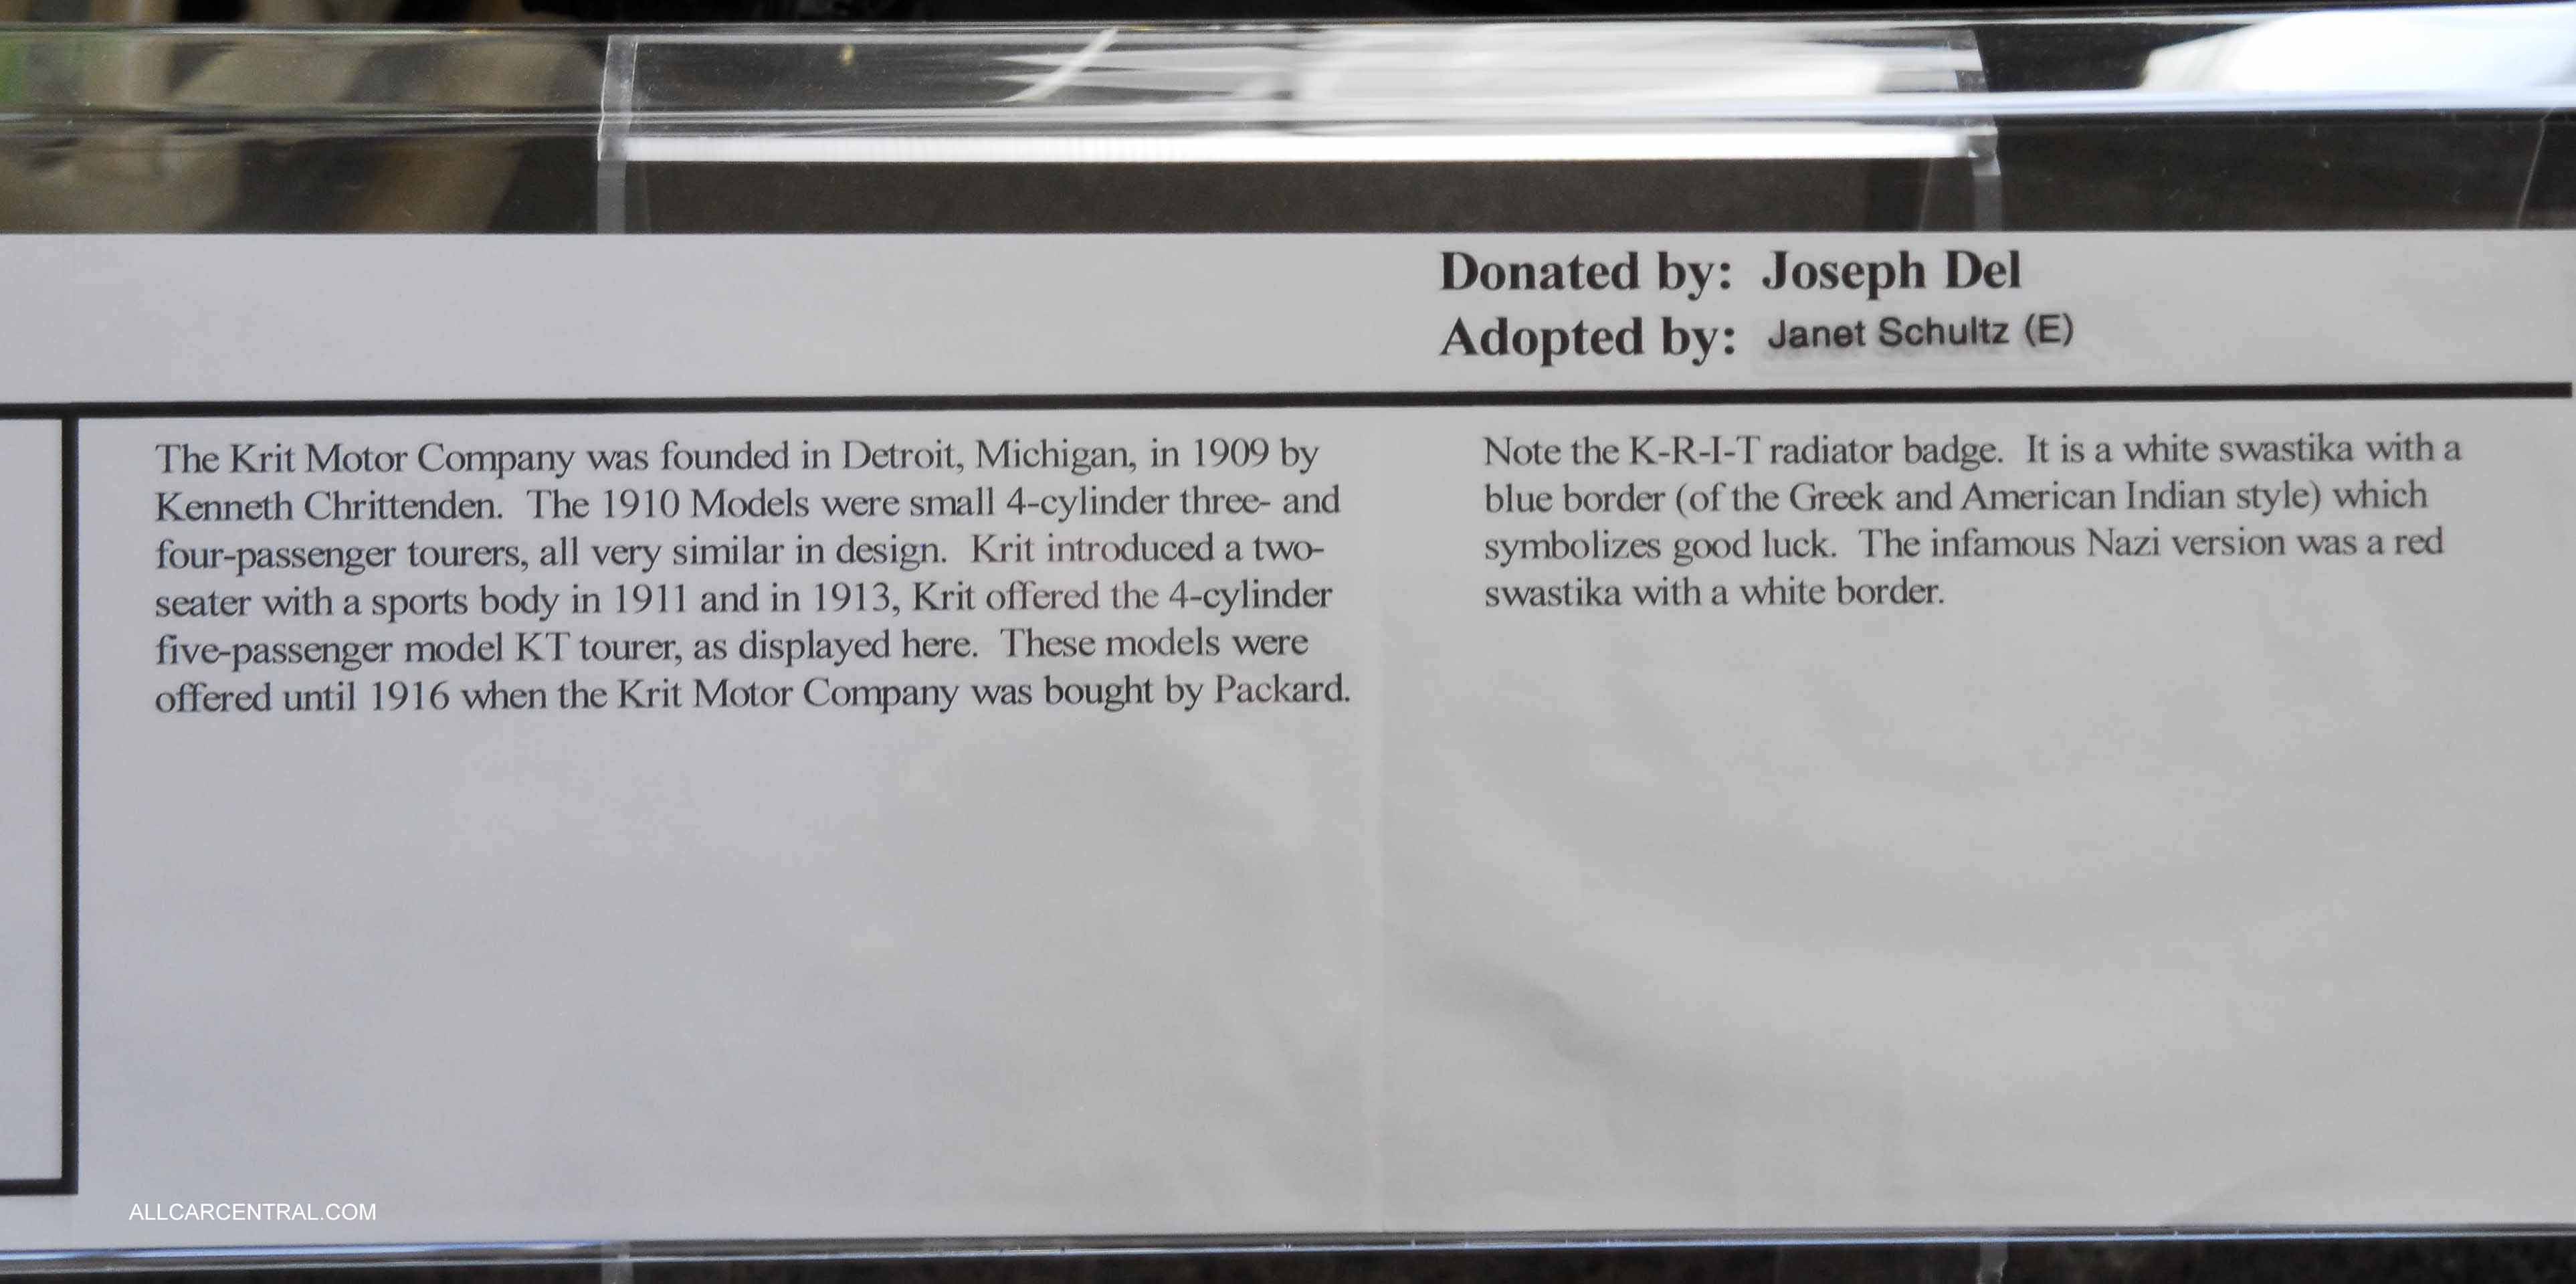 Donated by: Joseph Del
Adopted by: Janet Schultz (E)
The Krit Motor Company was founded in Detroit, Michigan, in 1909 by
Kenneth Chrittenden. The 1910 Models were small 4-cylinder three- and
four-passenger tourers, all very similar in design. Krit introduced a two-
seater with a sports body in 1911 and in 1913, Krit offered the 4-cylinder
five-passenger model KT tourer, as displayed here. These models were
offered until 1916 when the Krit Motor Company was bought by Packard.
Note the K-R-I-T radiator badge. It is a white swastika with a
blue border (of the Greek and American Indian style) which
symbolizes good luck. The infamous Nazi version was a red
swastika with a white border.
ALLCARCENTRAL.COM